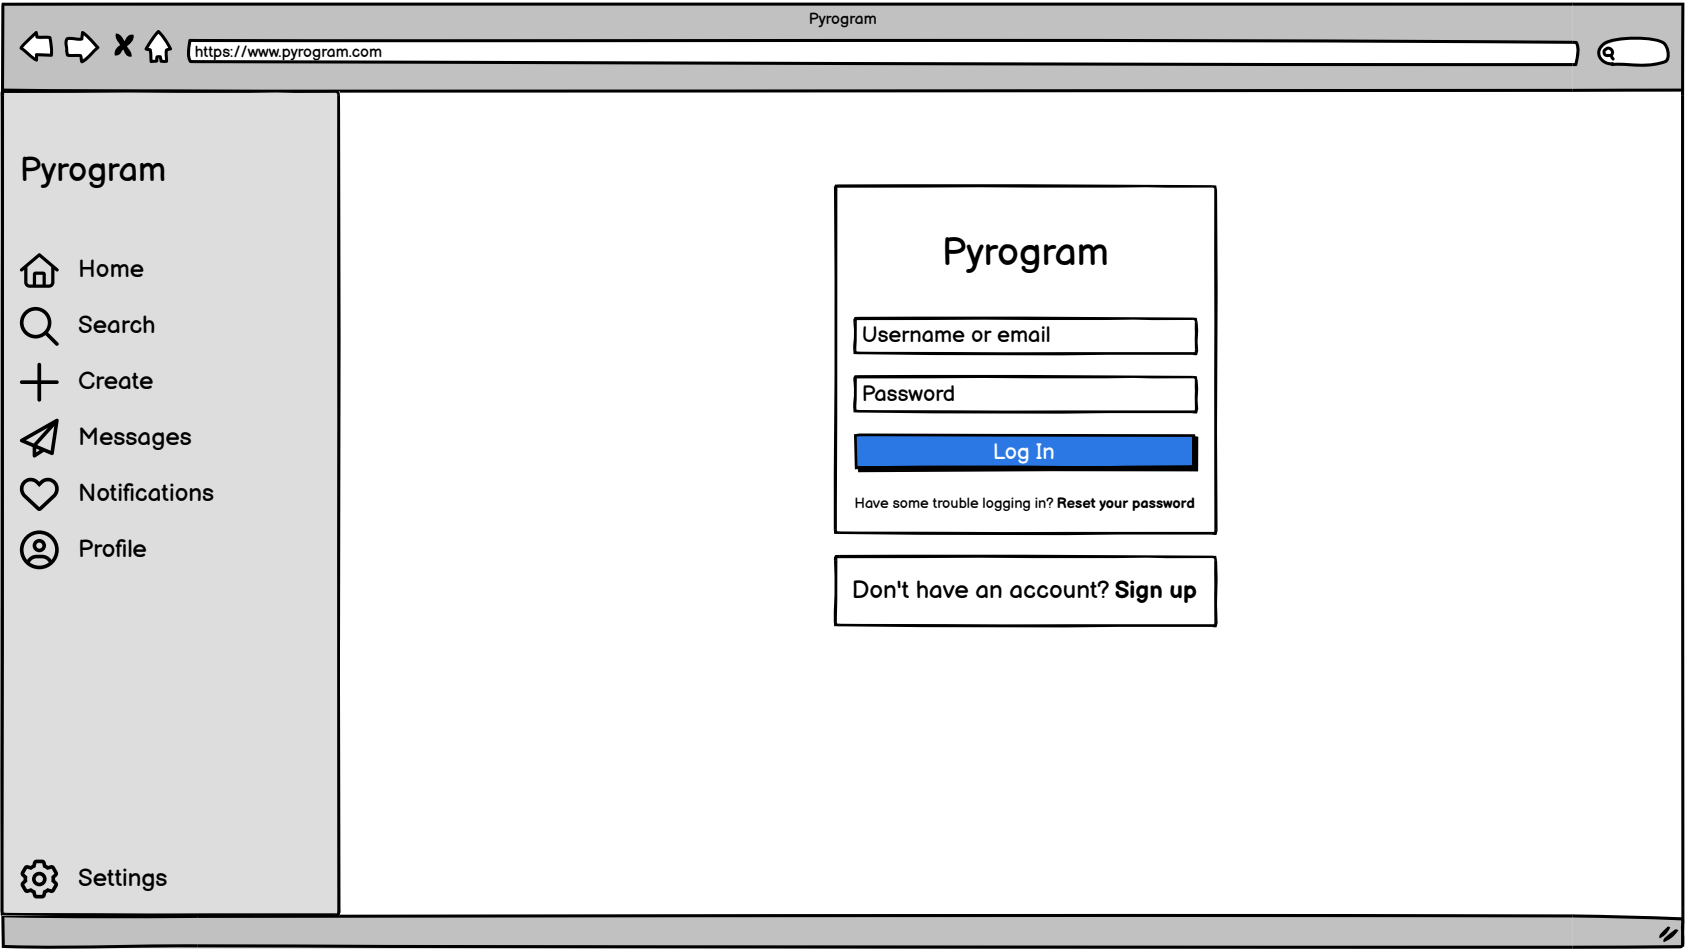 Pyrogram
https://www.pyrogram.com
Pyrogram
Home
Search
Create
Messages
Notifications
Profile
Settings
Pyrogram
Username or email
Password
Log In
Have some trouble logging in? Reset your password
Don't have an account? Sign up